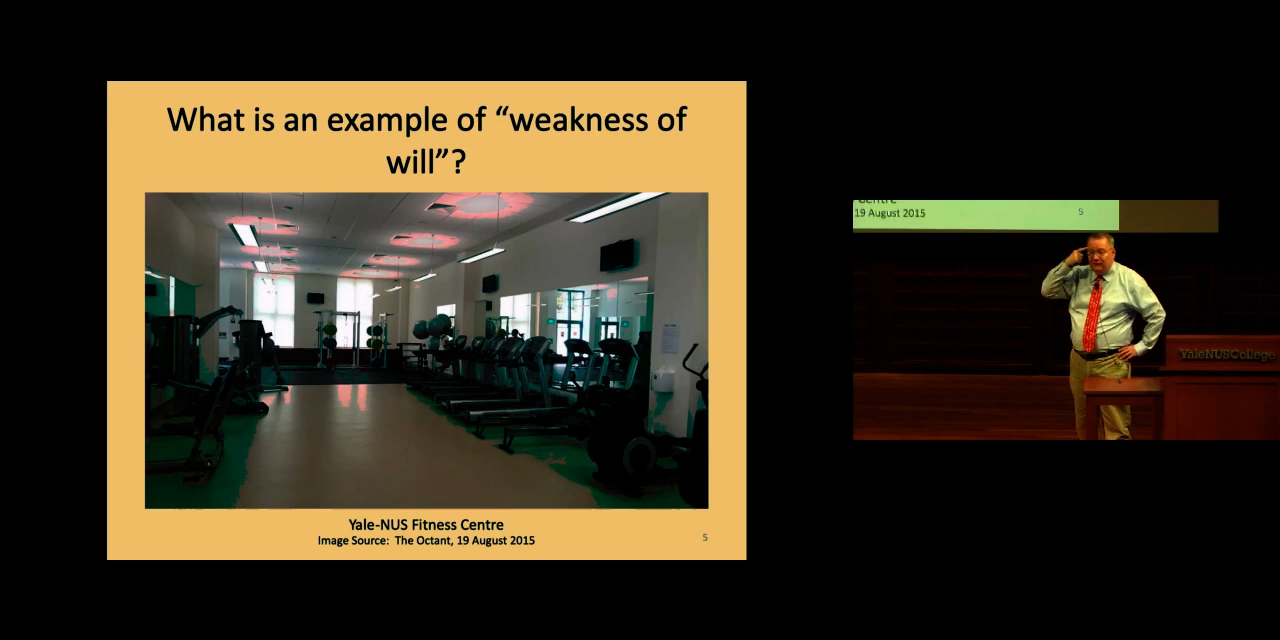 What is an example of “weakness of
will”?
Yale-NUS Fitness Centre
Image Source:  The Octant, 19 August 2015
5
Centre
19 August 2015
5
YaleNUSCollege